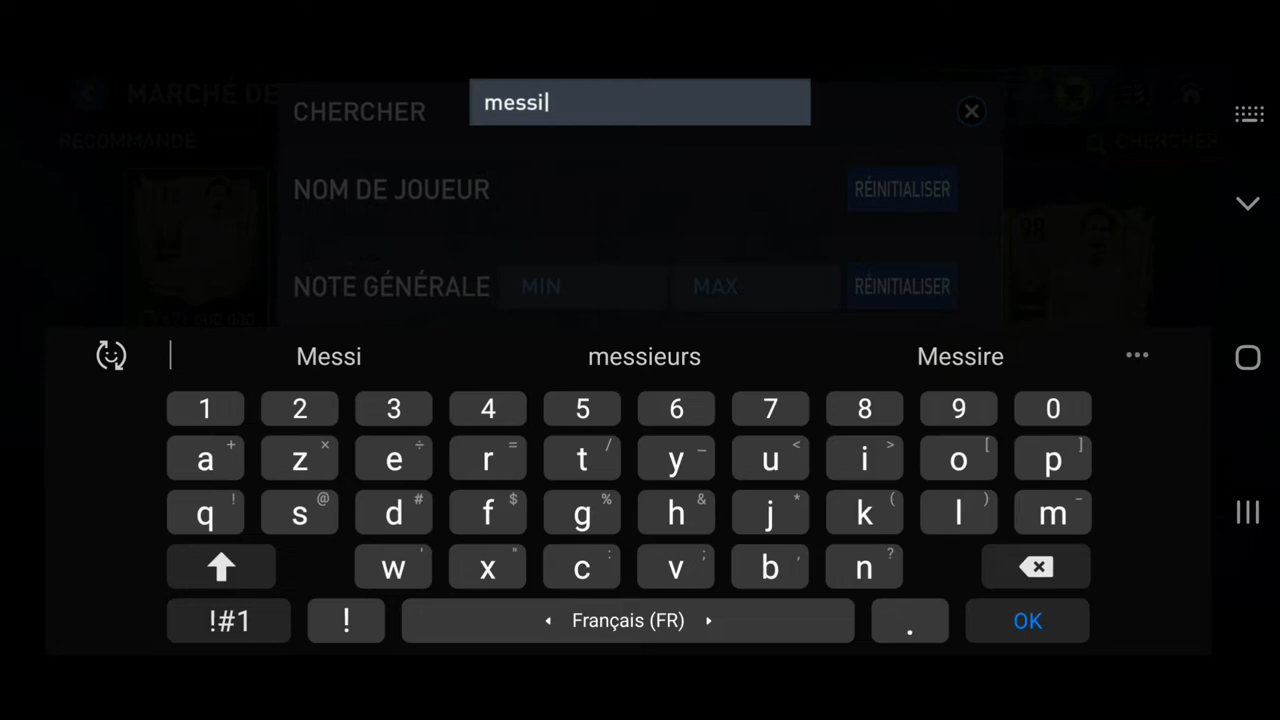 MARCHÉ DE
CHERCHER
messi
RECOMMANDÉ
CHERCHER
NOM DE JOUEUR
RÉINITIALISER
NOTE GÉNÉRALE
MIN
MAX
RÉINITIALISER
Messi
messieurs
Messire
1 2 3 4 5 6 7 8 9 0
a + z × e ÷ r = t / y _ u < i > o [ p ]
q ! s @ d # f $ g % h & j * k ( l ) m -
w ' x " c : v ; b , n ?
!#1 ! Français (FR) . OK